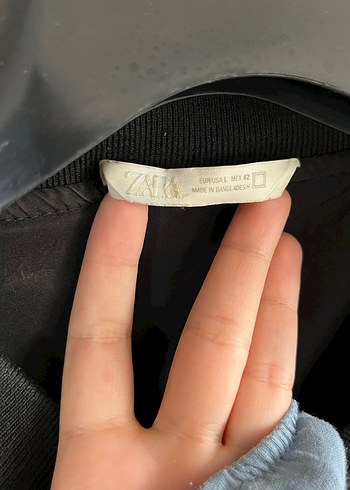 ZARA
EUR/USA L MEX 42
MADE IN BANGLADESH